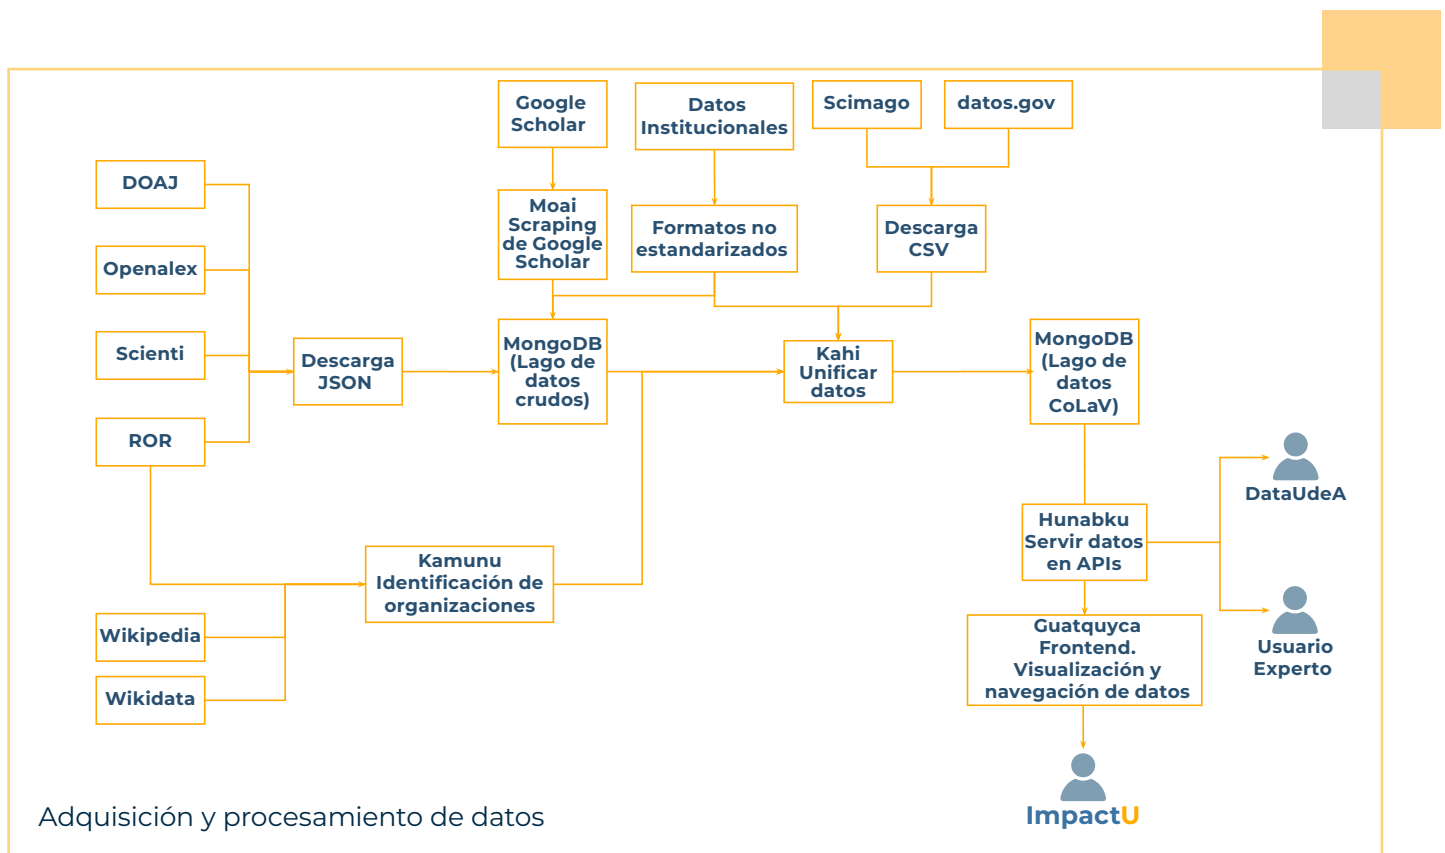 Google
Scholar
Datos
Institucionales
Scimago
datos.gov
DOAJ
Moai
Scraping
de Google
Scholar
Formatos no
estandarizados
Descarga
CSV
Openalex
Scienti
Descarga
JSON
MongoDB
(Lago de
datos
crudos)
Kahi
Unificar
datos
MongoDB
(Lago de
datos
CoLaV)
ROR
DataUdeA
Hunabku
Servir datos
en APIs
Kamunu
Identificación de
organizaciones
Wikipedia
Wikidata
Guatquyca
Frontend.
Visualización y
navegación de datos
Usuario
Experto
ImpactU
Adquisición y procesamiento de datos